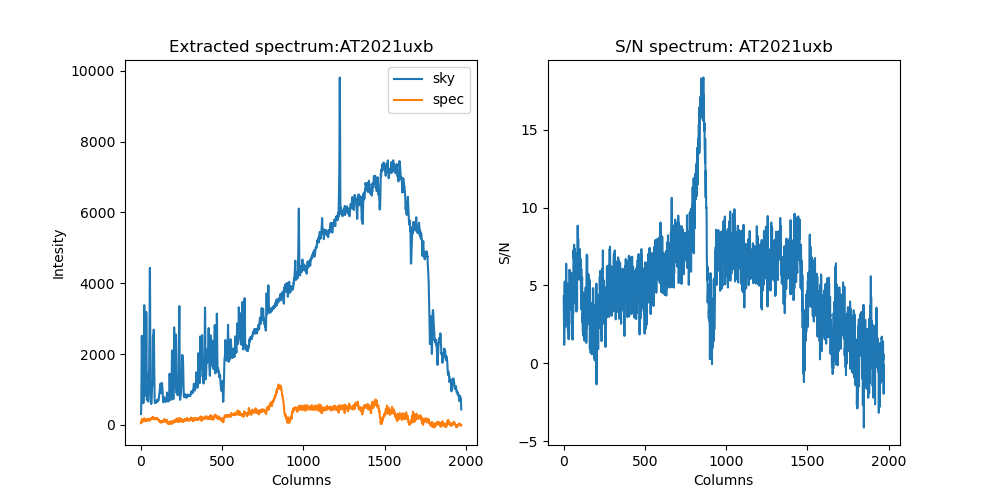 Extracted spectrum:AT2021uxb
10000
8000
6000
4000
2000
0
Intesity
sky
spec
0
500
1000
1500
2000
Columns
S/N spectrum: AT2021uxb
15
10
5
0
−5
S/N
0
500
1000
1500
2000
Columns